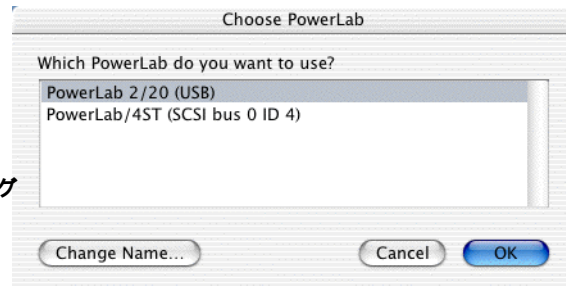 Choose PowerLab
Which PowerLab do you want to use?
PowerLab 2/20 (USB)
PowerLab/4ST (SCSI bus 0 ID 4)
グ
Change Name...
Cancel
OK